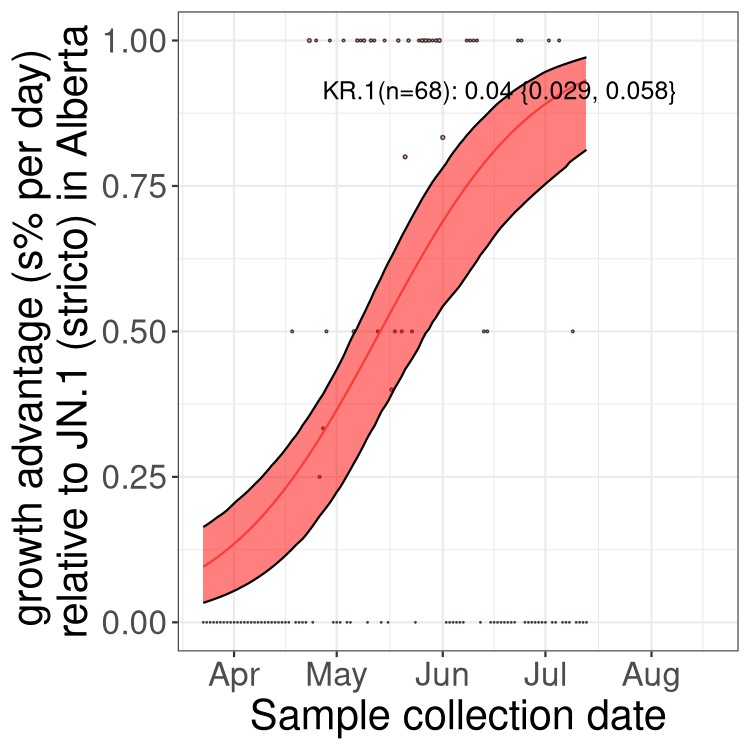 growth advantage (s% per day)
relative to JN.1 (stricto) in Alberta
1.00
0.75
0.50
0.25
0.00
KR.1(n=68): 0.04 {0.029, 0.058}
Apr May Jun Jul Aug
Sample collection date